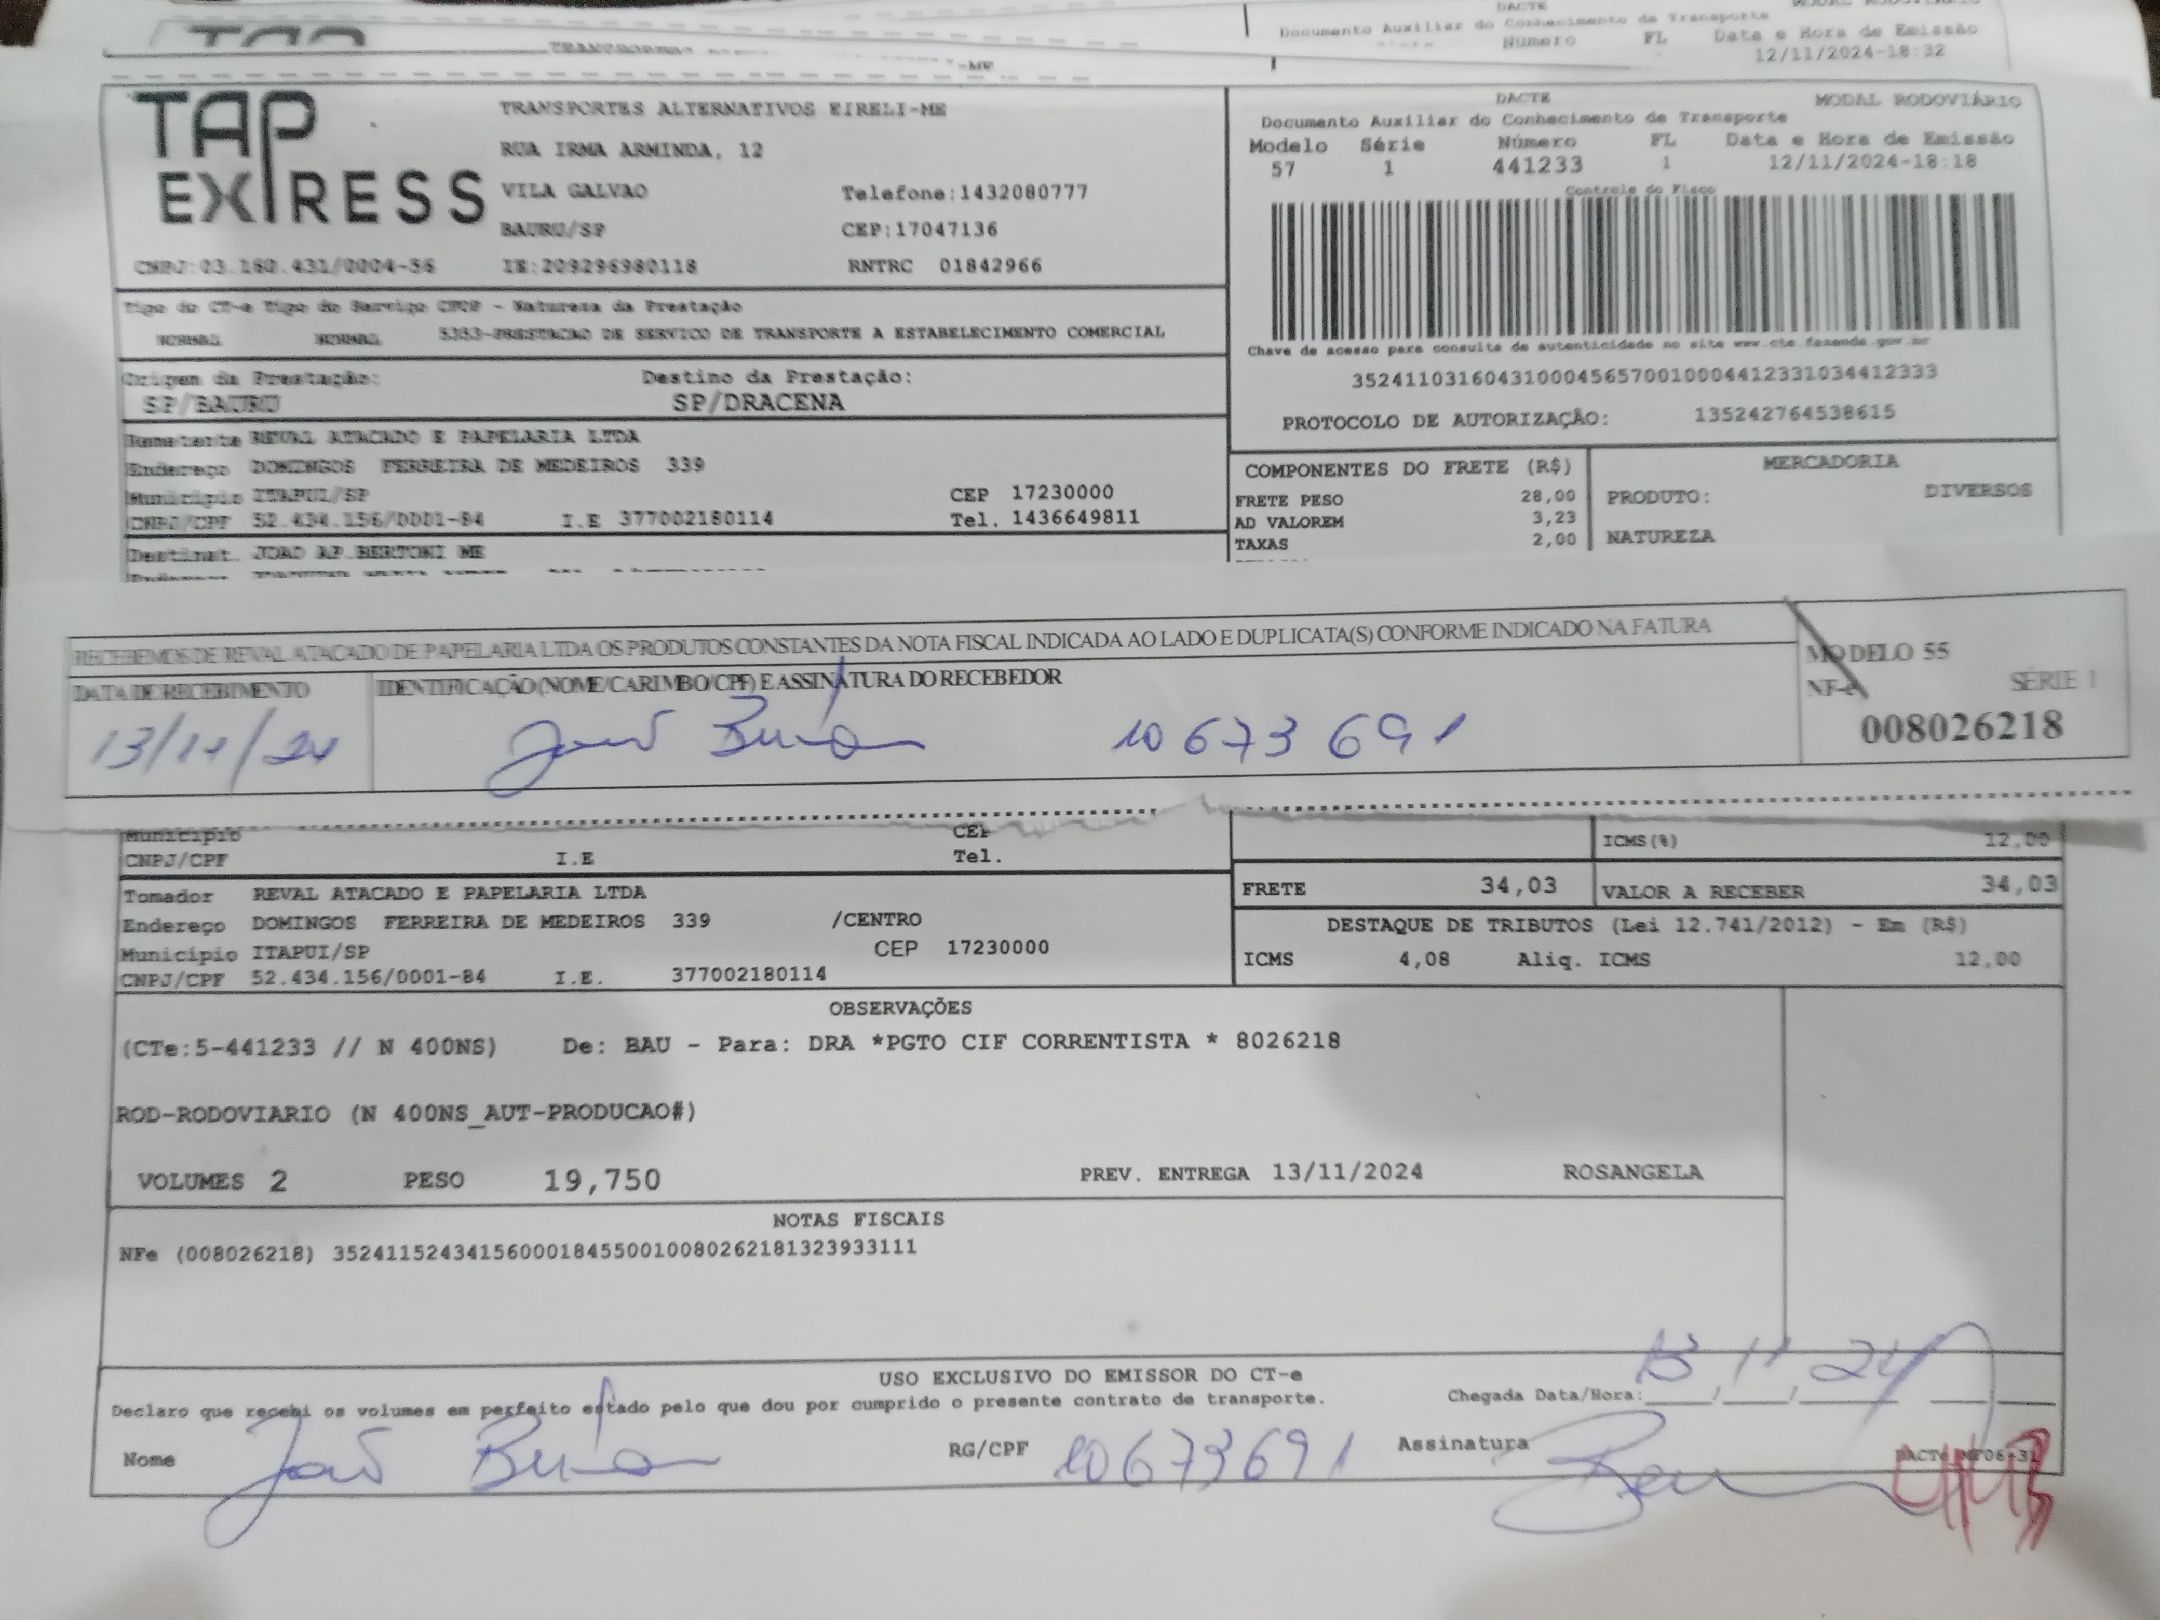 DACTE
Documento Auxiliar do Conhecimento de Transporte
Número FL Data e Hora de Emissão
12/11/2024-18:32
TAP EXPRESS
TRANSPORTES ALTERNATIVOS EIRELI-ME
RUA IRMA ARMINDA, 12
VILA GALVAO Telefone:1432080777
BAURU/SP CEP:17047136
CNPJ:03.160.431/0004-56 IE:209296980118 RNTRC 01842966
DACTE MODAL RODOVIÁRIO
Documento Auxiliar do Conhecimento de Transporte
Modelo Série Número FL Data e Hora de Emissão
57 1 441233 1 12/11/2024-18:18
Controle do Fisco
Chave de acesso para consulta de autenticidade no site www.cte.fazenda.gov.br
35241103160431000456570010004412331034412333
PROTOCOLO DE AUTORIZAÇÃO: 135242764538615
Tipo do CT-e Tipo do Serviço CFOP - Natureza da Prestação
NORMAL NORMAL 5353-PRESTACAO DE SERVICO DE TRANSPORTE A ESTABELECIMENTO COMERCIAL
Origem da Prestação: Destino da Prestação:
SP/BAURU SP/DRACENA
Remetente REVAL ATACADO E PAPELARIA LTDA
Endereço DOMINGOS FERREIRA DE MEDEIROS 339
Município ITAPUI/SP CEP 17230000
CNPJ/CPF 52.434.156/0001-84 I.E 377002180114 Tel. 1436649811
Destinat. JOAO AP BERTONI ME
COMPONENTES DO FRETE (R$) MERCADORIA
FRETE PESO 28,00 PRODUTO: DIVERSOS
AD VALOREM 3,23
TAXAS 2,00 NATUREZA
RECEBEMOS DE REVAL ATACADO DE PAPELARIA LTDA OS PRODUTOS CONSTANTES DA NOTA FISCAL INDICADA AO LADO E DUPLICATA(S) CONFORME INDICADO NA FATURA
DATA DE RECEBIMENTO IDENTIFICAÇÃO (NOME/CARIMBO/CPF) E ASSINATURA DO RECEBEDOR
13/11/24 João 10 673 691
MODELO 55
NF-e SÉRIE 1
008026218
Município CEP
CNPJ/CPF I.E Tel.
ICMS(%) 12,00
Tomador REVAL ATACADO E PAPELARIA LTDA
Endereço DOMINGOS FERREIRA DE MEDEIROS 339 /CENTRO
Município ITAPUI/SP CEP 17230000
CNPJ/CPF 52.434.156/0001-84 I.E. 377002180114
FRETE 34,03 VALOR A RECEBER 34,03
DESTAQUE DE TRIBUTOS (Lei 12.741/2012) - Em (R$)
ICMS 4,08 Aliq. ICMS 12,00
OBSERVAÇÕES
(CTe:5-441233 // N 400NS) De: BAU - Para: DRA *PGTO CIF CORRENTISTA * 8026218
ROD-RODOVIARIO (N 400NS_AUT-PRODUCAO#)
VOLUMES 2 PESO 19,750 PREV. ENTREGA 13/11/2024 ROSANGELA
NOTAS FISCAIS
NFe (008026218) 35241152434156000184550010080262181323933111
USO EXCLUSIVO DO EMISSOR DO CT-e
Declaro que recebi os volumes em perfeito estado pelo que dou por cumprido o presente contrato de transporte.
Chegada Data/Hora: 13 11 24
Nome João RG/CPF 10673691 Assinatura